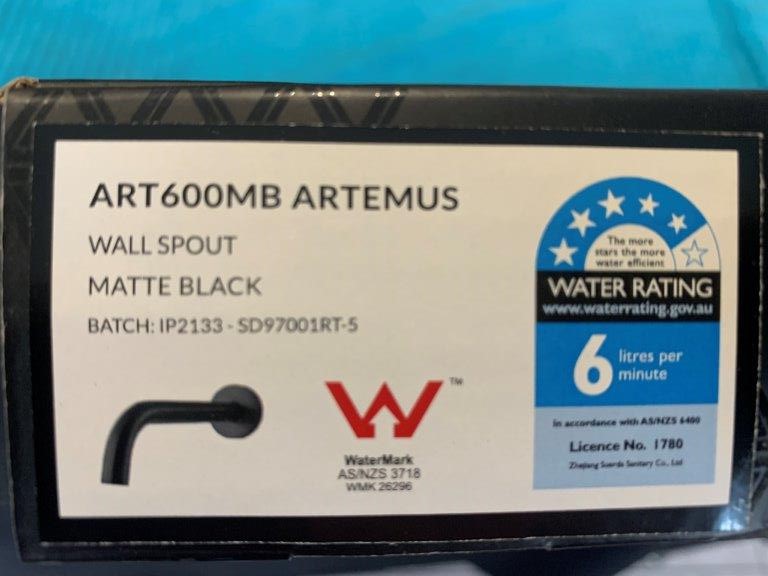 ART600MB ARTEMUS
WALL SPOUT
MATTE BLACK
BATCH: IP2133 - SD97001RT-5
WaterMark
AS/NZS 3718
WMK 26296
TM
The more
stars the more
water efficient
WATER RATING
www.waterrating.gov.au
6 litres per
minute
In accordance with AS/NZS 6400
Licence No. 1780
Zhejiang Suerda Sanitary Co., Ltd